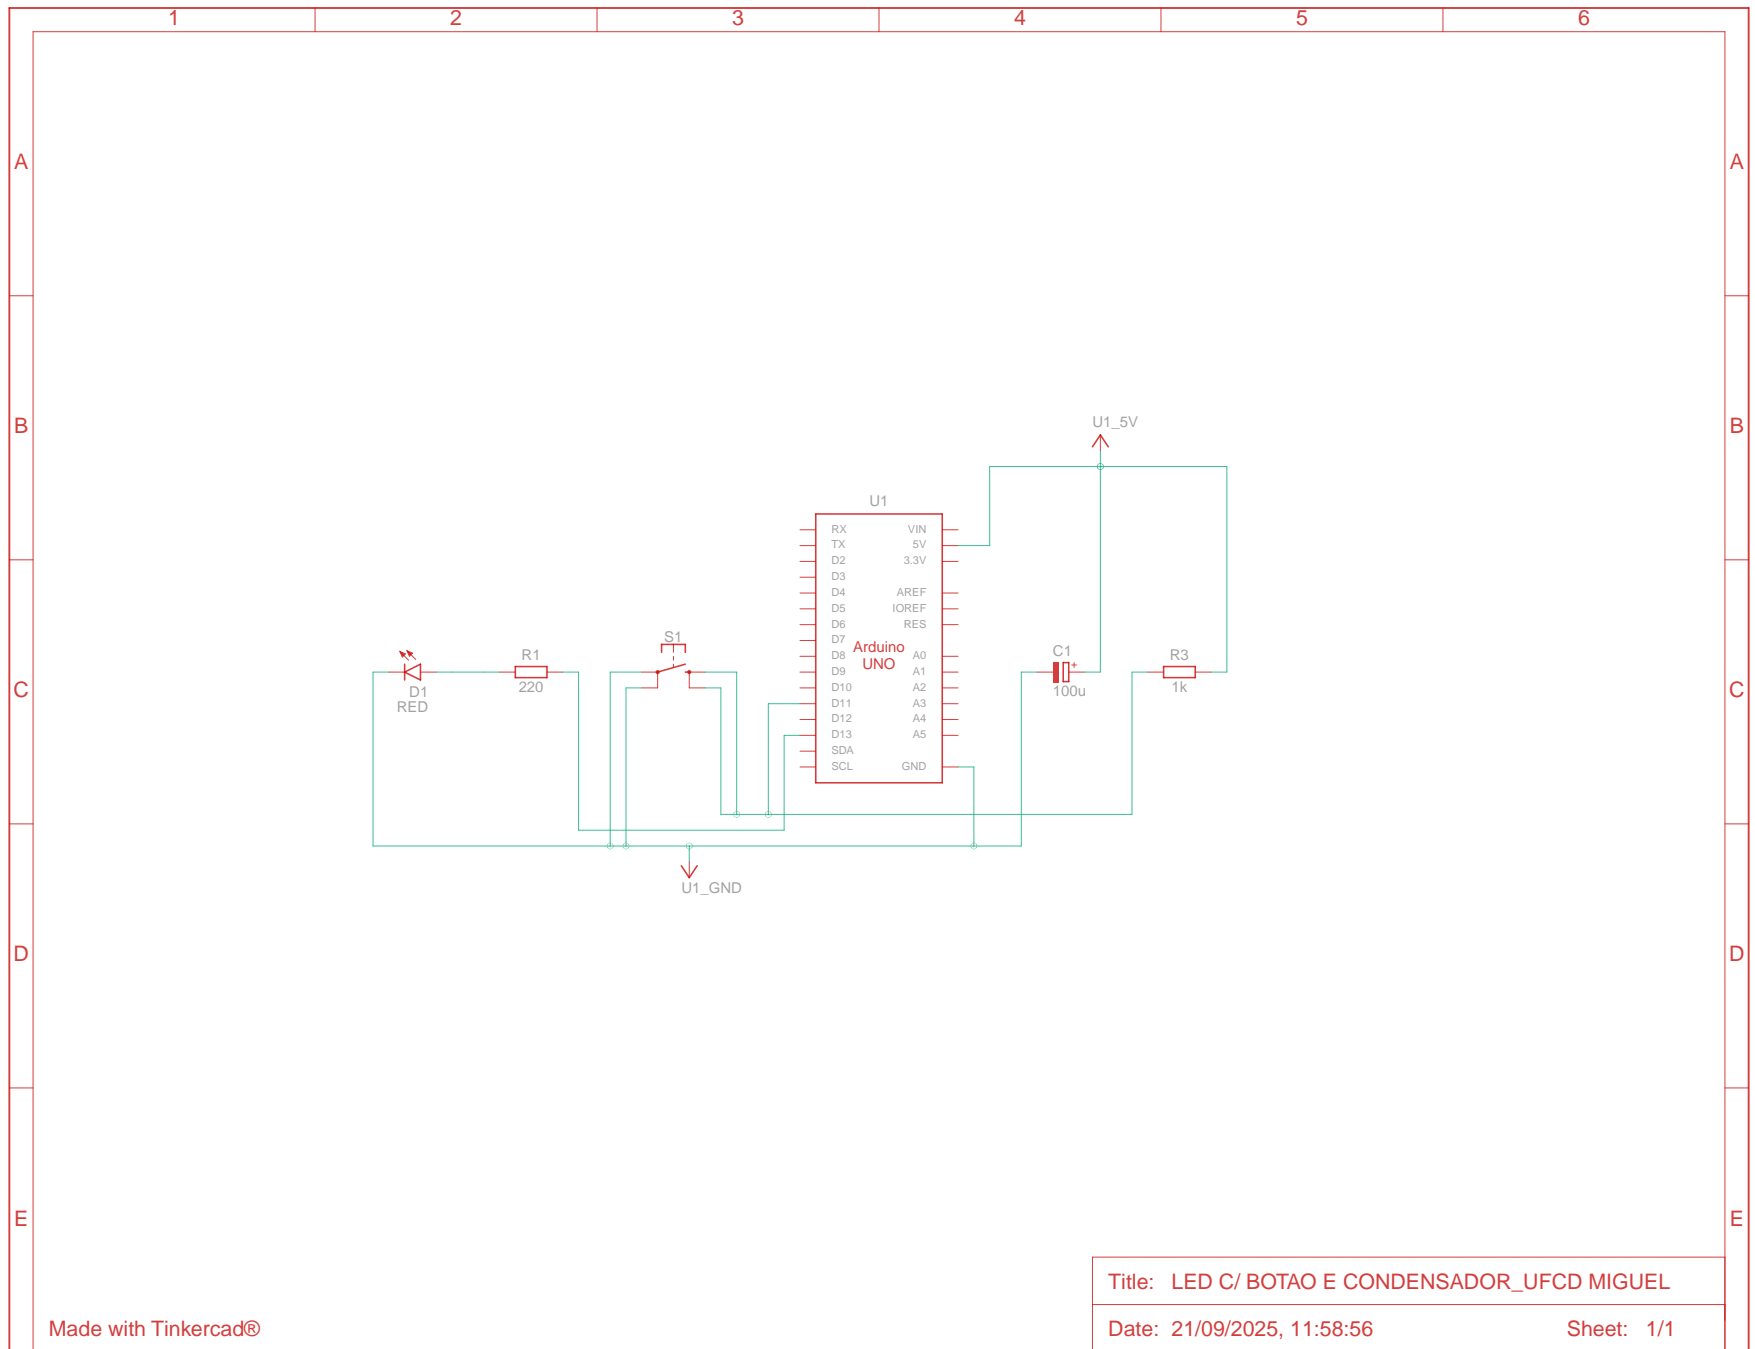 1 2 3 4 5 6
A A
B B
U1_5V
U1
RX VIN
TX 5V
D2 3.3V
D3
D4 AREF
D5 IOREF
D6 RES
D7
Arduino
UNO
D8 A0
D9 A1
D10 A2
D11 A3
D12 A4
D13 A5
SDA
SCL GND
S1
R1
220
D1
RED
C1
+
100u
R3
1k
C C
U1_GND
D D
E E
Title: LED C/ BOTAO E CONDENSADOR_UFCD MIGUEL
Made with Tinkercad®
Date: 21/09/2025, 11:58:56 Sheet: 1/1